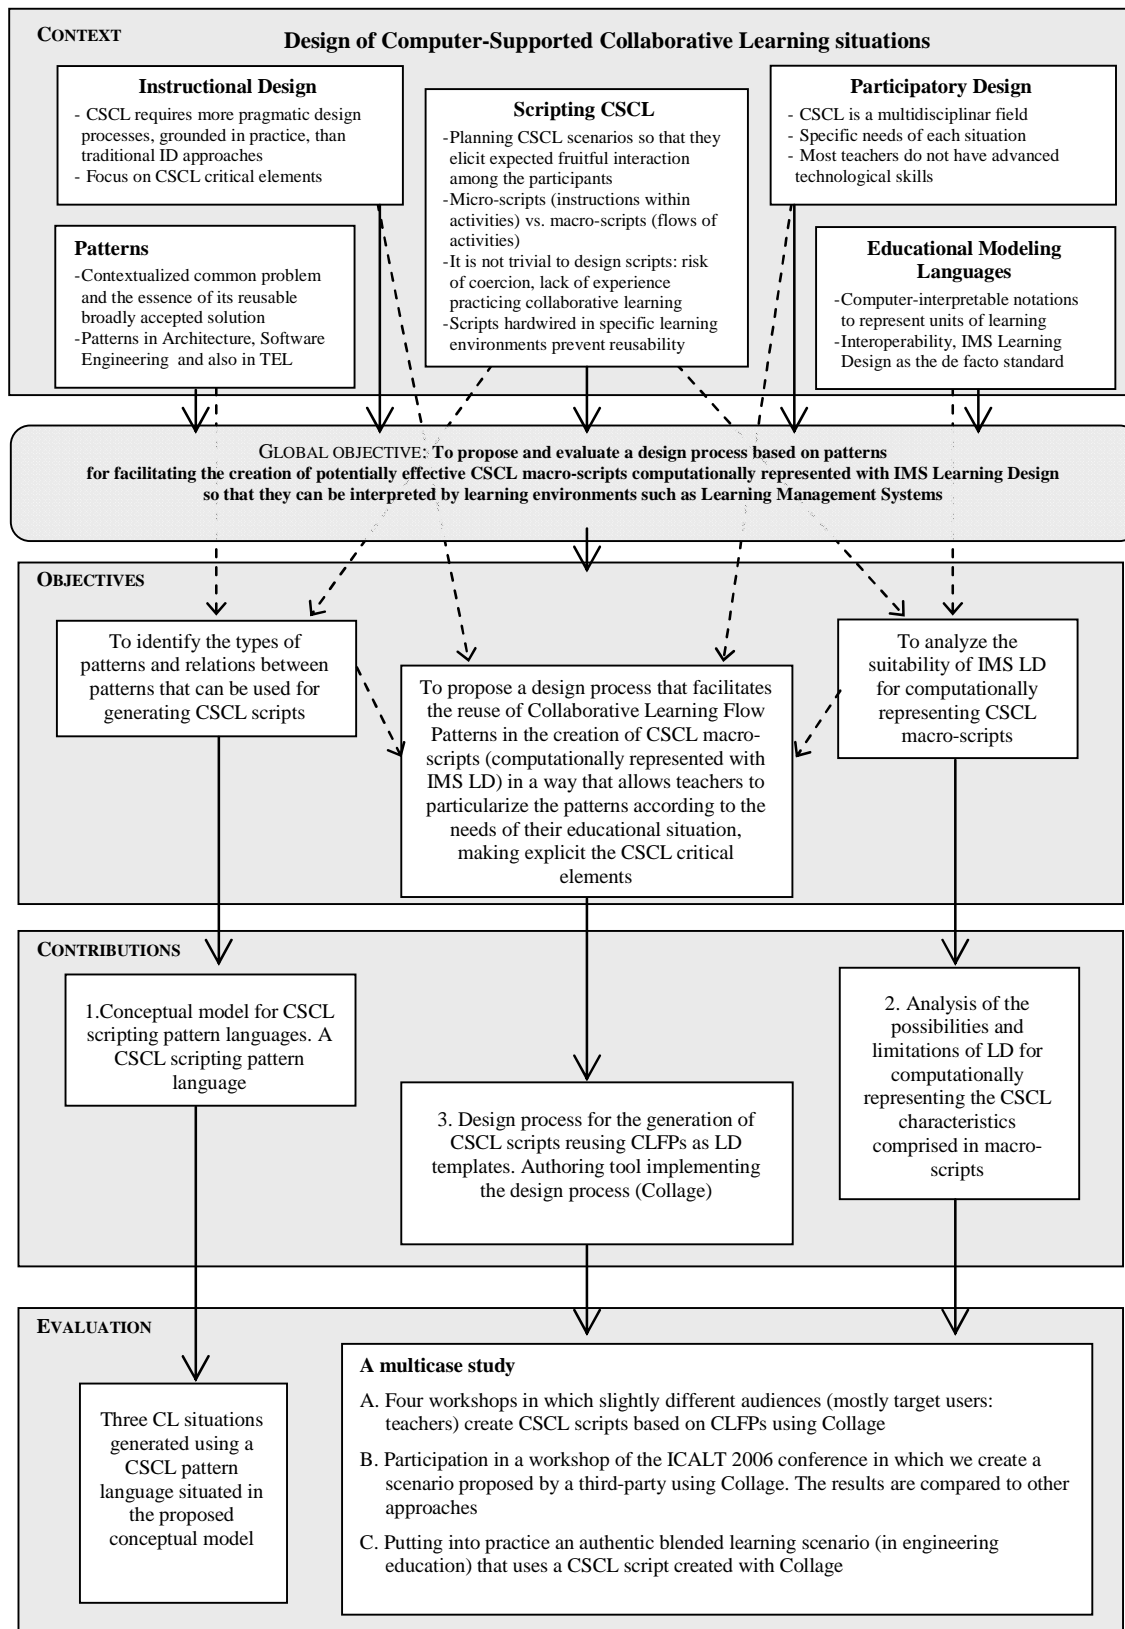 CONTEXT
Design of Computer-Supported Collaborative Learning situations
Instructional Design
- CSCL requires more pragmatic design
processes, grounded in practice, than
traditional ID approaches
- Focus on CSCL critical elements
Scripting CSCL
-Planning CSCL scenarios so that they
elicit expected fruitful interaction
among the participants
-Micro-scripts (instructions within
activities) vs. macro-scripts (flows of
activities)
-It is not trivial to design scripts: risk
of coercion, lack of experience
practicing collaborative learning
-Scripts hardwired in specific learning
environments prevent reusability
Participatory Design
- CSCL is a multidisciplinar field
- Specific needs of each situation
- Most teachers do not have advanced
technological skills
Patterns
-Contextualized common problem
and the essence of its reusable
broadly accepted solution
-Patterns in Architecture, Software
Engineering and also in TEL
Educational Modeling
Languages
-Computer-interpretable notations
to represent units of learning
-Interoperability, IMS Learning
Design as the de facto standard
GLOBAL OBJECTIVE: To propose and evaluate a design process based on patterns
for facilitating the creation of potentially effective CSCL macro-scripts computationally represented with IMS Learning Design
so that they can be interpreted by learning environments such as Learning Management Systems
OBJECTIVES
To identify the types of
patterns and relations between
patterns that can be used for
generating CSCL scripts
To propose a design process that facilitates
the reuse of Collaborative Learning Flow
Patterns in the creation of CSCL macro-
scripts (computationally represented with
IMS LD) in a way that allows teachers to
particularize the patterns according to the
needs of their educational situation,
making explicit the CSCL critical
elements
To analyze the
suitability of IMS LD
for computationally
representing CSCL
macro-scripts
CONTRIBUTIONS
1.Conceptual model for CSCL
scripting pattern languages. A
CSCL scripting pattern
language
3. Design process for the generation of
CSCL scripts reusing CLFPs as LD
templates. Authoring tool implementing
the design process (Collage)
2. Analysis of the
possibilities and
limitations of LD for
computationally
representing the CSCL
characteristics
comprised in macro-
scripts
EVALUATION
Three CL situations
generated using a
CSCL pattern
language situated in
the proposed
conceptual model
A multicase study
A. Four workshops in which slightly different audiences (mostly target users:
teachers) create CSCL scripts based on CLFPs using Collage
B. Participation in a workshop of the ICALT 2006 conference in which we create a
scenario proposed by a third-party using Collage. The results are compared to other
approaches
C. Putting into practice an authentic blended learning scenario (in engineering
education) that uses a CSCL script created with Collage